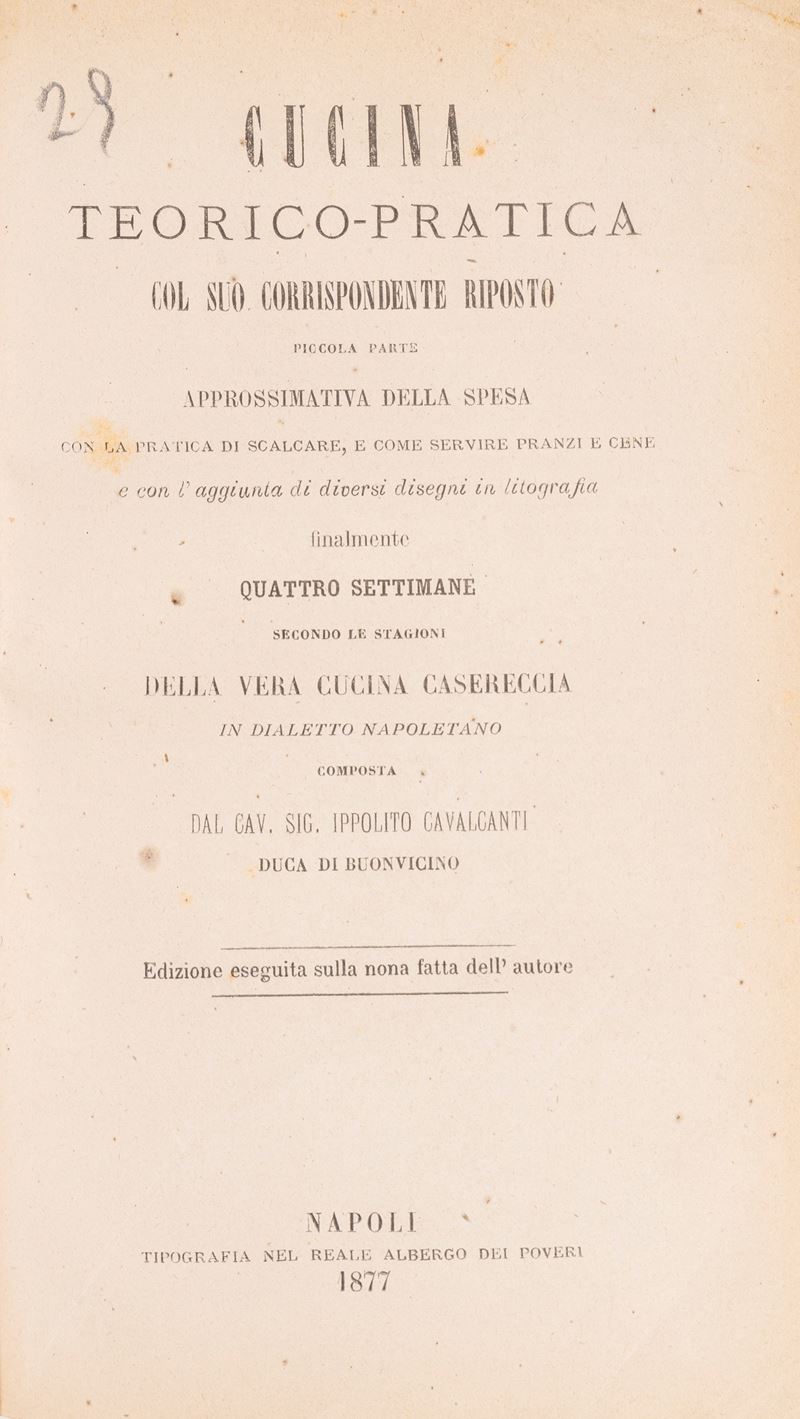 29
CUCINA
TEORICO-PRATICA
COL SUO CORRISPONDENTE RIPOSTO
PICCOLA PARTE
APPROSSIMATIVA DELLA SPESA
CON LA PRATICA DI SCALCARE, E COME SERVIRE PRANZI E CENE
e con l' aggiunta di diversi disegni in litografia
finalmente
QUATTRO SETTIMANE
SECONDO LE STAGIONI
DELLA VERA CUCINA CASERECCIA
IN DIALETTO NAPOLETANO
COMPOSTA
DAL CAV. SIG. IPPOLITO CAVALCANTI
DUCA DI BUONVICINO
Edizione eseguita sulla nona fatta dell' autore
NAPOLI
TIPOGRAFIA NEL REALE ALBERGO DEI POVERI
1877